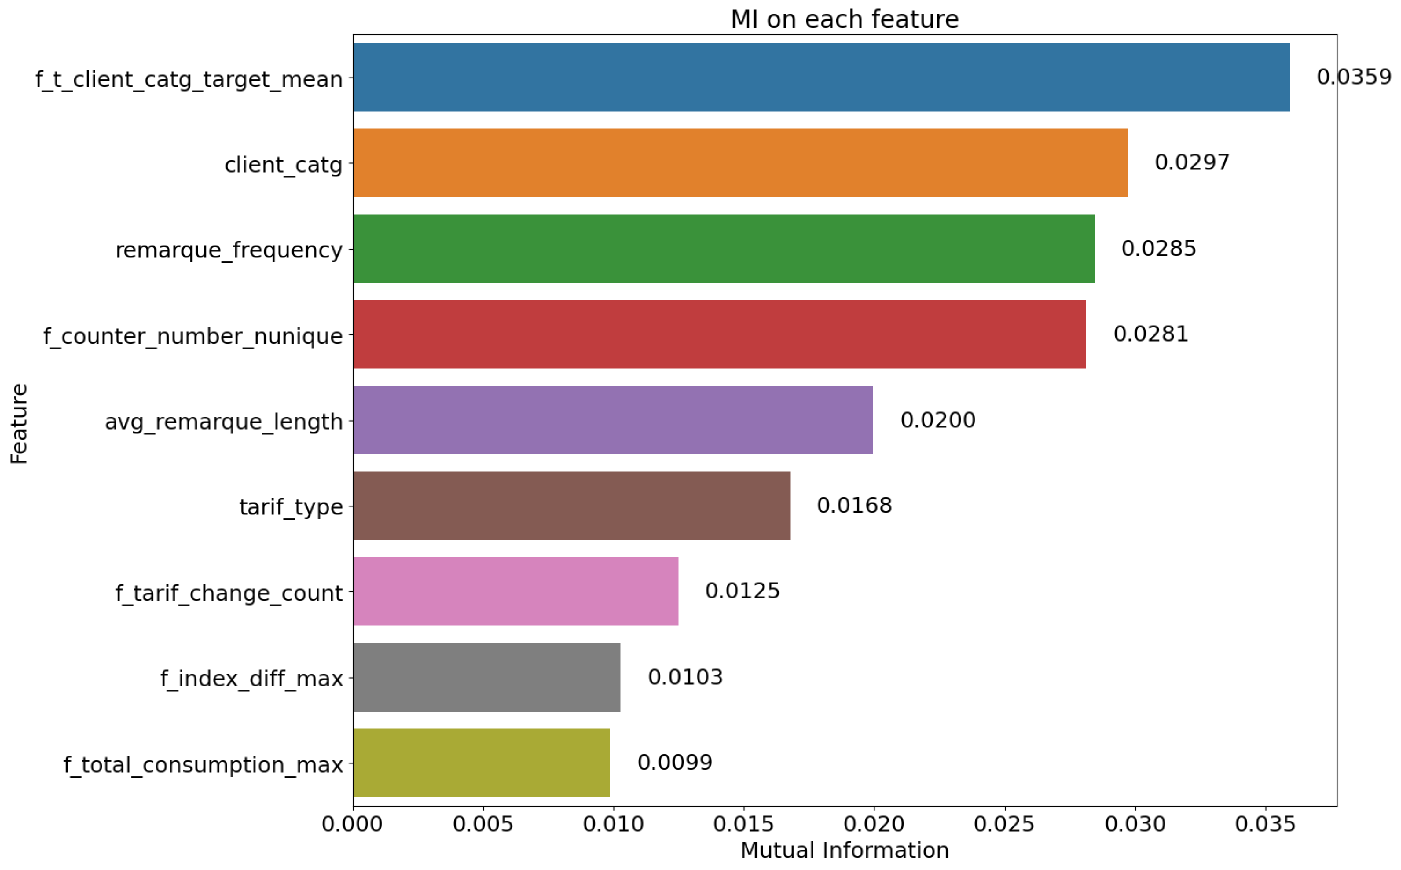 MI on each feature
f_t_client_catg_target_mean 0.0359
client_catg 0.0297
remarque_frequency 0.0285
f_counter_number_nunique 0.0281
avg_remarque_length 0.0200
tarif_type 0.0168
f_tarif_change_count 0.0125
f_index_diff_max 0.0103
f_total_consumption_max 0.0099
Feature
0.000 0.005 0.010 0.015 0.020 0.025 0.030 0.035
Mutual Information